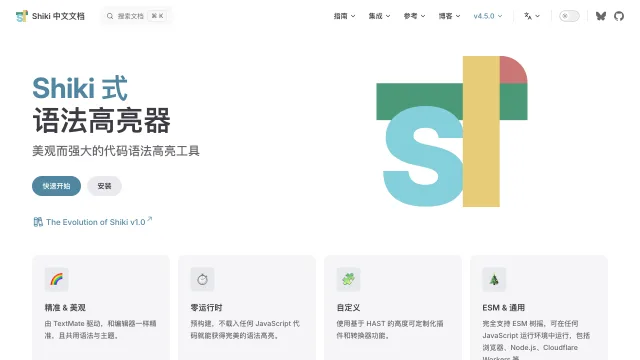 Shiki 中文文档
搜索文档 ⌘ K
指南
集成
参考
博客
v4.5.0
Shiki 式
语法高亮器
美观而强大的代码语法高亮工具
快速开始
安装
The Evolution of Shiki v1.0
精准 & 美观
由 TextMate 驱动，和编辑器一样精
准，且共用语法与主题。
零运行时
预构建，不载入任何 JavaScript 代
码就能获得完美的语法高亮。
自定义
使用基于 HAST 的高度可定制化插
件和转换器功能。
ESM & 通用
完全支持 ESM 树摇，可在任何
JavaScript 运行环境中运行，包括
浏览器、Node.js、Cloudflare
Workers 等